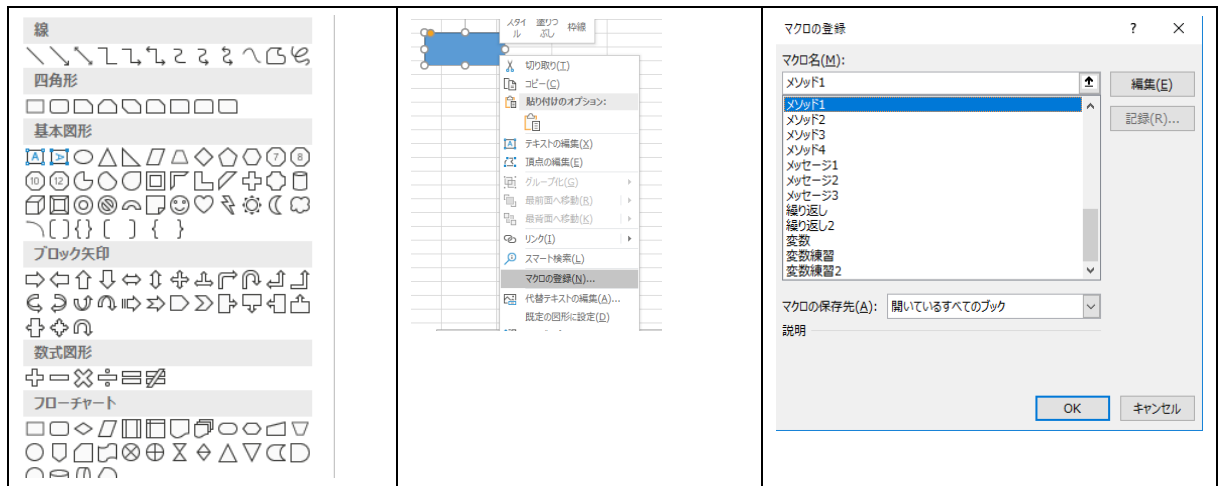 線
四角形
基本図形
A A 7 8
10 12
ブロック矢印
数式図形
フローチャート
スタイル 塗りつぶし 枠線
切り取り(T)
コピー(C)
貼り付けのオプション:
テキストの編集(X)
頂点の編集(E)
グループ化(G)
最前面へ移動(R)
最背面へ移動(K)
リンク(I)
スマート検索(L)
マクロの登録(N)...
代替テキストの編集(A)...
既定の図形に設定(D)
マクロの登録 ? ×
マクロ名(M):
メソッド1 編集(E)
メソッド1
記録(R)...
メソッド2
メソッド3
メソッド4
メッセージ1
メッセージ2
メッセージ3
繰り返し
繰り返し2
変数
変数練習
変数練習2
マクロの保存先(A): 開いているすべてのブック
説明
OK キャンセル